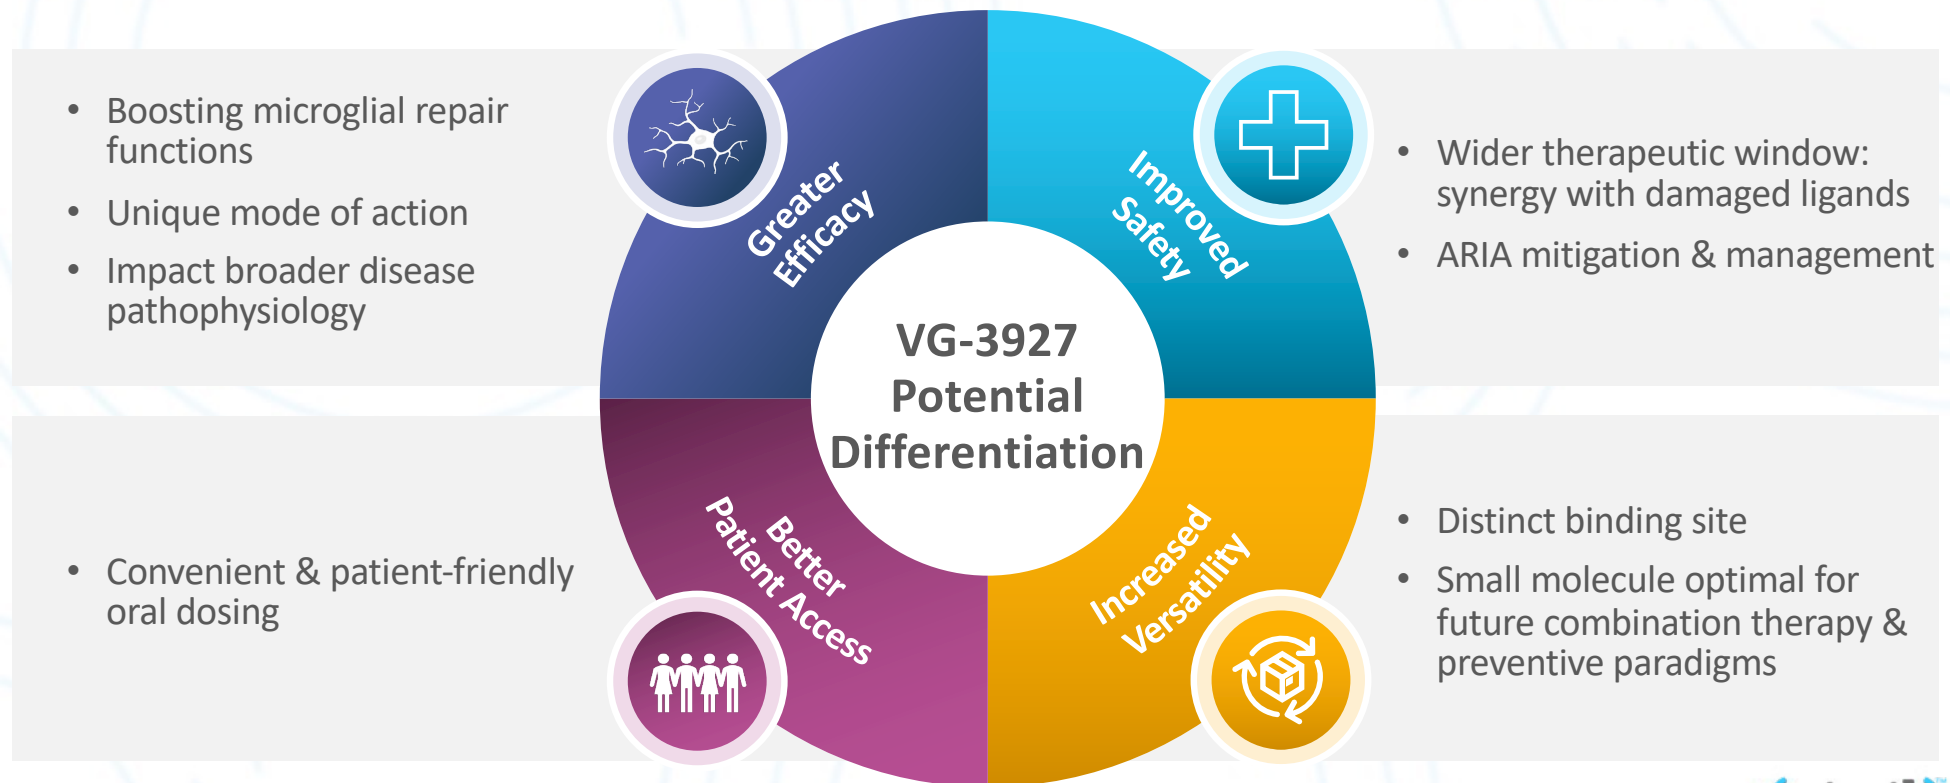 • Boosting microglial repair
functions
• Unique mode of action
• Impact broader disease
pathophysiology
Greater
Efficacy
Improved
Safety
• Wider therapeutic window:
synergy with damaged ligands
• ARIA mitigation & management
VG-3927
Potential
Differentiation
• Convenient & patient-friendly
oral dosing
Better
Patient Access
Increased
Versatility
• Distinct binding site
• Small molecule optimal for
future combination therapy &
preventive paradigms